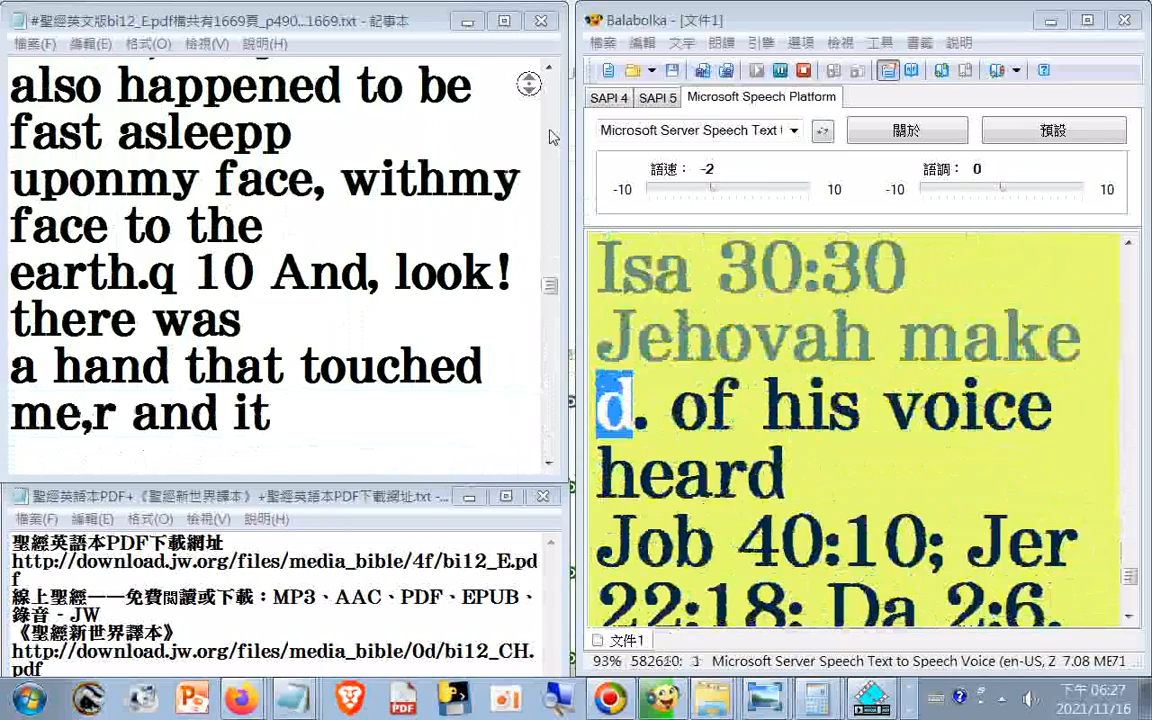 #聖經英文版bi12_E.pdf檔共有1669頁_p490...1669.txt - 記事本
檔案(F) 編輯(E) 格式(O) 檢視(V) 說明(H)
also happened to be
fast asleepp
uponmy face, withmy
face to the
earth.q 10 And, look!
there was
a hand that touched
me,r and it
聖經英語本PDF+《聖經新世界譯本》+聖經英語本PDF下載網址.txt -...
檔案(F) 編輯(E) 格式(O) 檢視(V) 說明(H)
聖經英語本PDF下載網址
http://download.jw.org/files/media_bible/4f/bi12_E.pd
f
線上聖經——免費閱讀或下載：MP3、AAC、PDF、EPUB、
錄音 - JW
《聖經新世界譯本》
http://download.jw.org/files/media_bible/0d/bi12_CH.
pdf
Balabolka - [文件1]
檔案 編輯 文字 朗讀 引擎 選項 檢視 工具 書籤 說明
SAPI 4 SAPI 5 Microsoft Speech Platform
Microsoft Server Speech Text 關於 預設
語速： -2 語調： 0
-10 10 -10 10
Isa 30:30
Jehovah make
d. of his voice
heard
Job 40:10; Jer
22:18; Da 2:6,
文件1
93% 582610: 1 Microsoft Server Speech Text to Speech Voice (en-US, Z 7.08 ME71
PDF
下午 06:27
2021/11/16